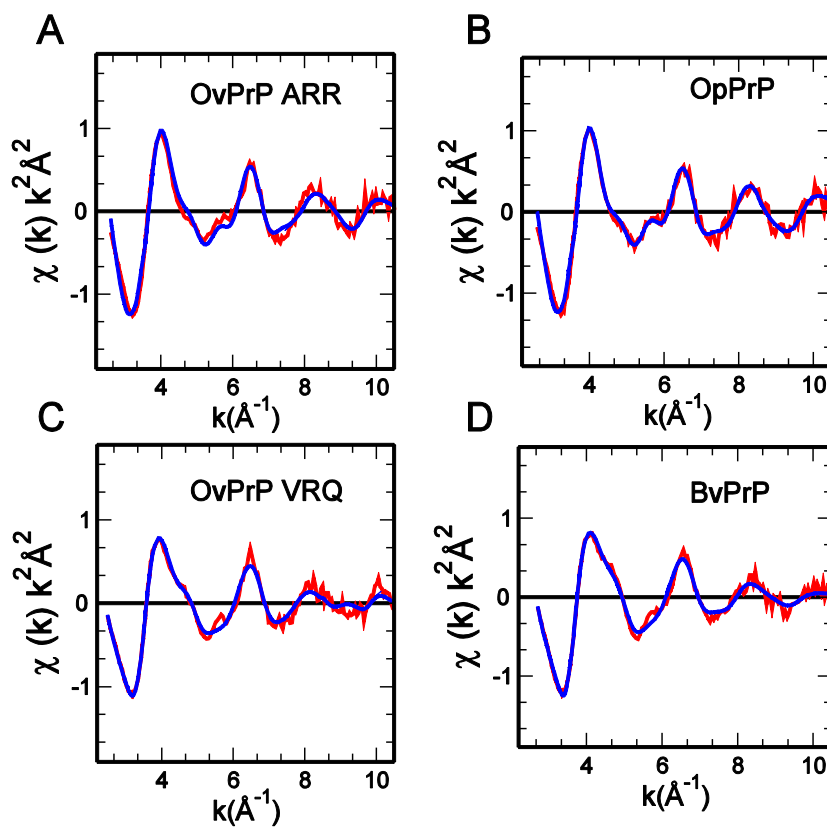 A
OvPrP ARR
χ (k) k²Å²
1
0
-1
4 6 8 10
k(Å⁻¹)
B
OpPrP
χ (k) k²Å²
1
0
-1
4 6 8 10
k(Å⁻¹)
C
OvPrP VRQ
χ (k) k²Å²
1
0
-1
4 6 8 10
k(Å⁻¹)
D
BvPrP
χ (k) k²Å²
1
0
-1
4 6 8 10
k(Å⁻¹)